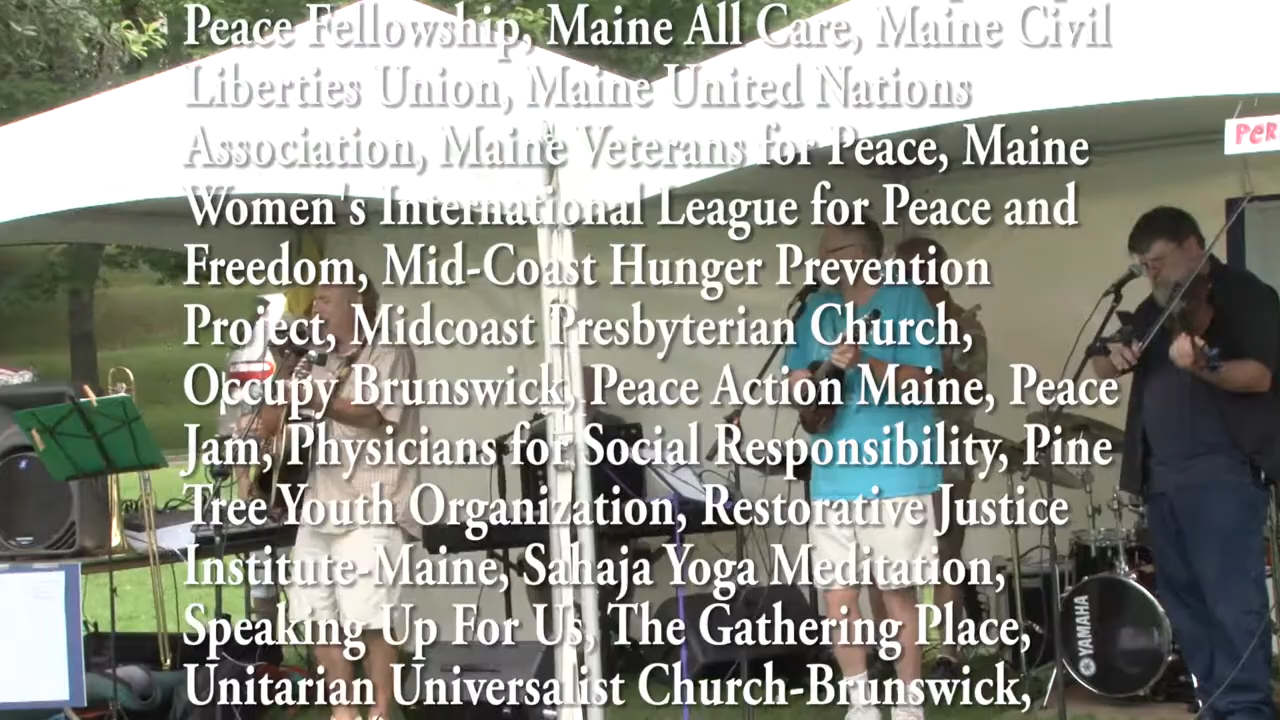 Peace Fellowship, Maine All Care, Maine Civil
Liberties Union, Maine United Nations
Association, Maine Veterans for Peace, Maine
Women's International League for Peace and
Freedom, Mid-Coast Hunger Prevention
Project, Midcoast Presbyterian Church,
Occupy Brunswick, Peace Action Maine, Peace
Jam, Physicians for Social Responsibility, Pine
Tree Youth Organization, Restorative Justice
Institute-Maine, Sahaja Yoga Meditation,
Speaking Up For Us, The Gathering Place,
Unitarian Universalist Church-Brunswick,
PER
YAMAHA